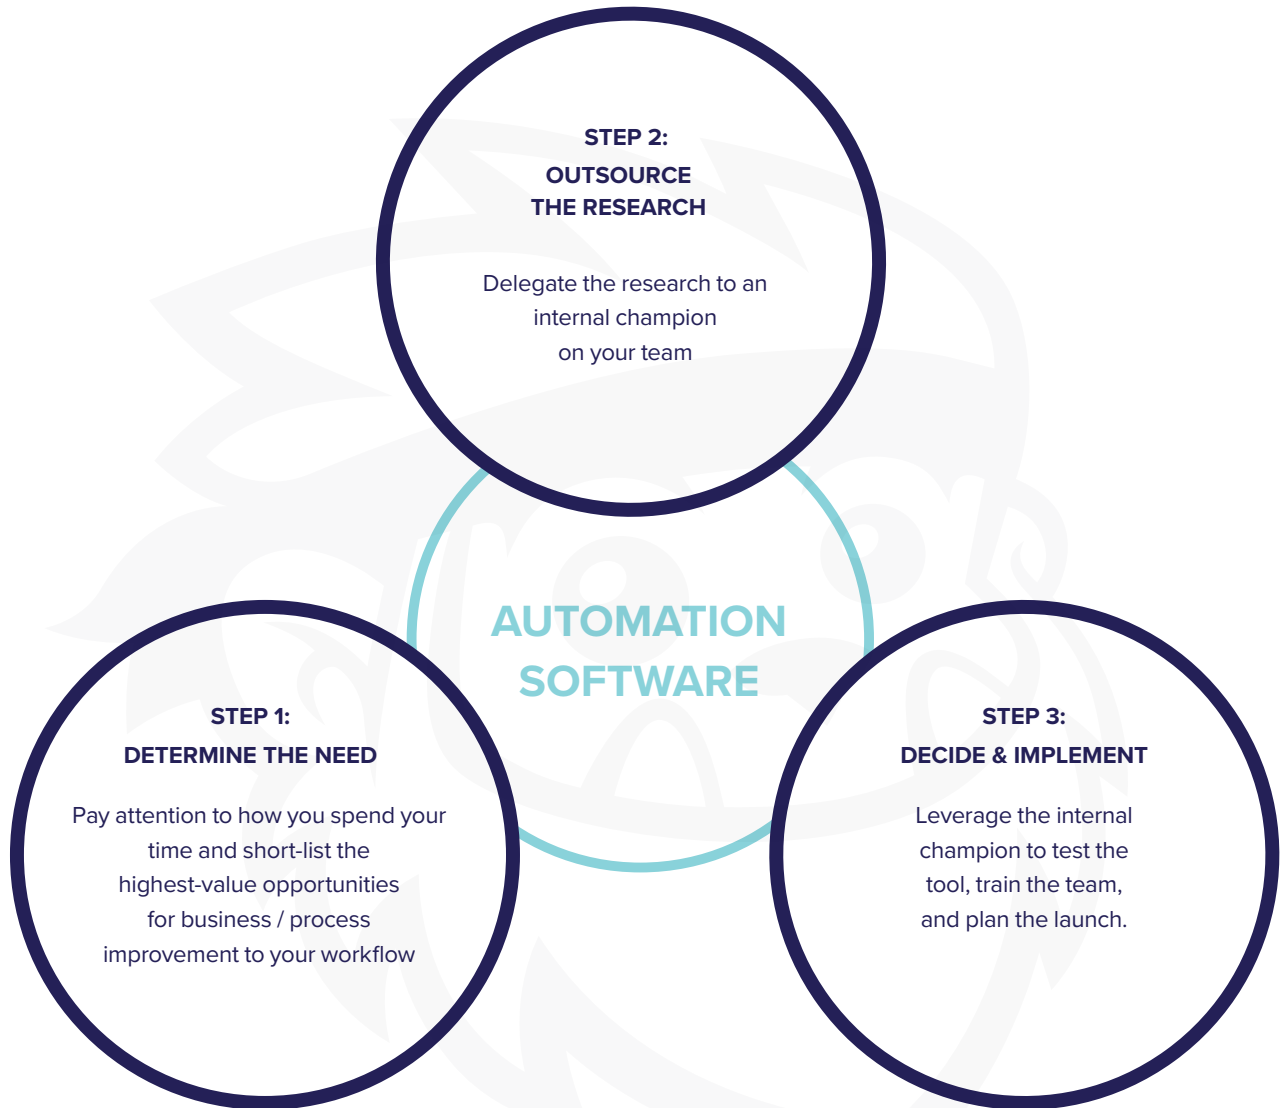 STEP 2:
OUTSOURCE
THE RESEARCH
Delegate the research to an
internal champion
on your team
AUTOMATION
SOFTWARE
STEP 1:
DETERMINE THE NEED
Pay attention to how you spend your
time and short-list the
highest-value opportunities
for business / process
improvement to your workflow
STEP 3:
DECIDE & IMPLEMENT
Leverage the internal
champion to test the
tool, train the team,
and plan the launch.